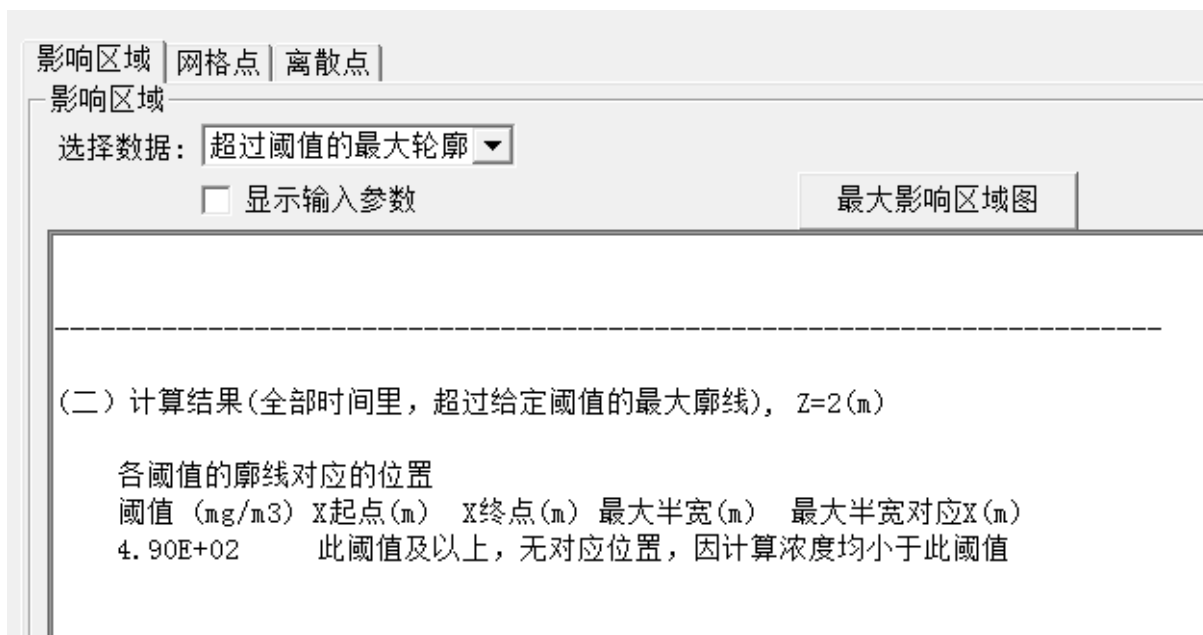 影响区域 网格点 离散点
影响区域
选择数据: 超过阈值的最大轮廓
显示输入参数 最大影响区域图
------------------------------------------------------------------------
(二) 计算结果(全部时间里，超过给定阈值的最大廓线), Z=2(m)
各阈值的廓线对应的位置
阈值 (mg/m3) X起点(m) X终点(m) 最大半宽(m) 最大半宽对应X(m)
4.90E+02 此阈值及以上，无对应位置，因计算浓度均小于此阈值